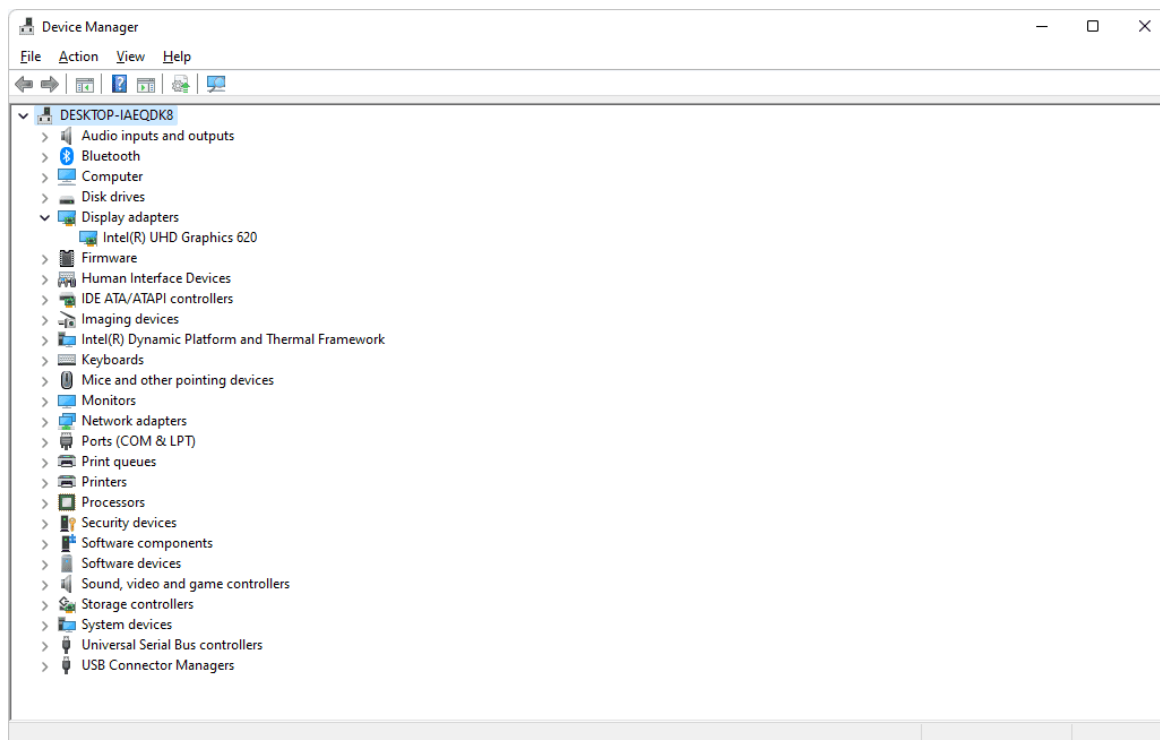 Device Manager
File Action View Help
DESKTOP-IAEQDK8
Audio inputs and outputs
Bluetooth
Computer
Disk drives
Display adapters
Intel(R) UHD Graphics 620
Firmware
Human Interface Devices
IDE ATA/ATAPI controllers
Imaging devices
Intel(R) Dynamic Platform and Thermal Framework
Keyboards
Mice and other pointing devices
Monitors
Network adapters
Ports (COM & LPT)
Print queues
Printers
Processors
Security devices
Software components
Software devices
Sound, video and game controllers
Storage controllers
System devices
Universal Serial Bus controllers
USB Connector Managers